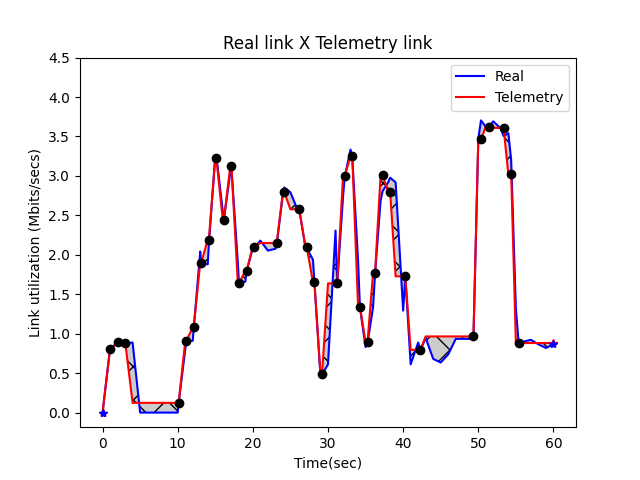 Real link X Telemetry link
Real
Telemetry
Link utilization (Mbits/secs)
4.5
4.0
3.5
3.0
2.5
2.0
1.5
1.0
0.5
0.0
0 10 20 30 40 50 60
Time(sec)